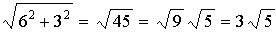 √(6² + 3²) = √45 = √9 √5 = 3√5